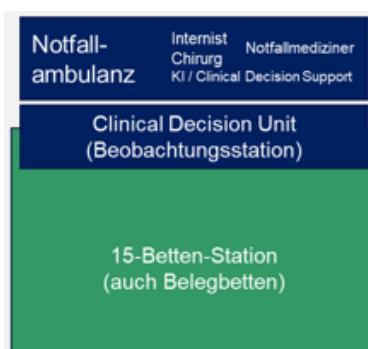 Notfall-
ambulanz
Internist
Chirurg
Notfallmediziner
KI / Clinical Decision Support
Clinical Decision Unit
(Beobachtungsstation)
15-Betten-Station
(auch Belegbetten)